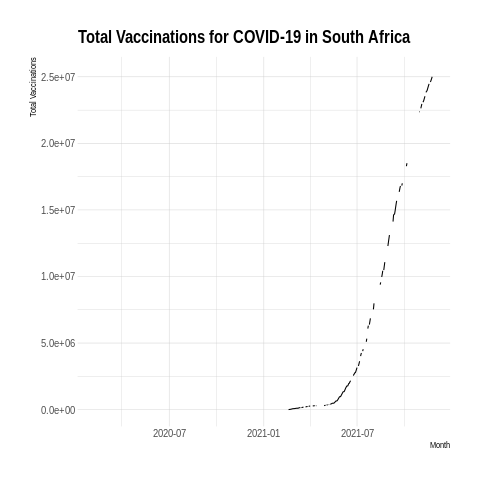 Total Vaccinations for COVID-19 in South Africa
Total Vaccinations
2.5e+07
2.0e+07
1.5e+07
1.0e+07
5.0e+06
0.0e+00
2020-07 2021-01 2021-07
Month